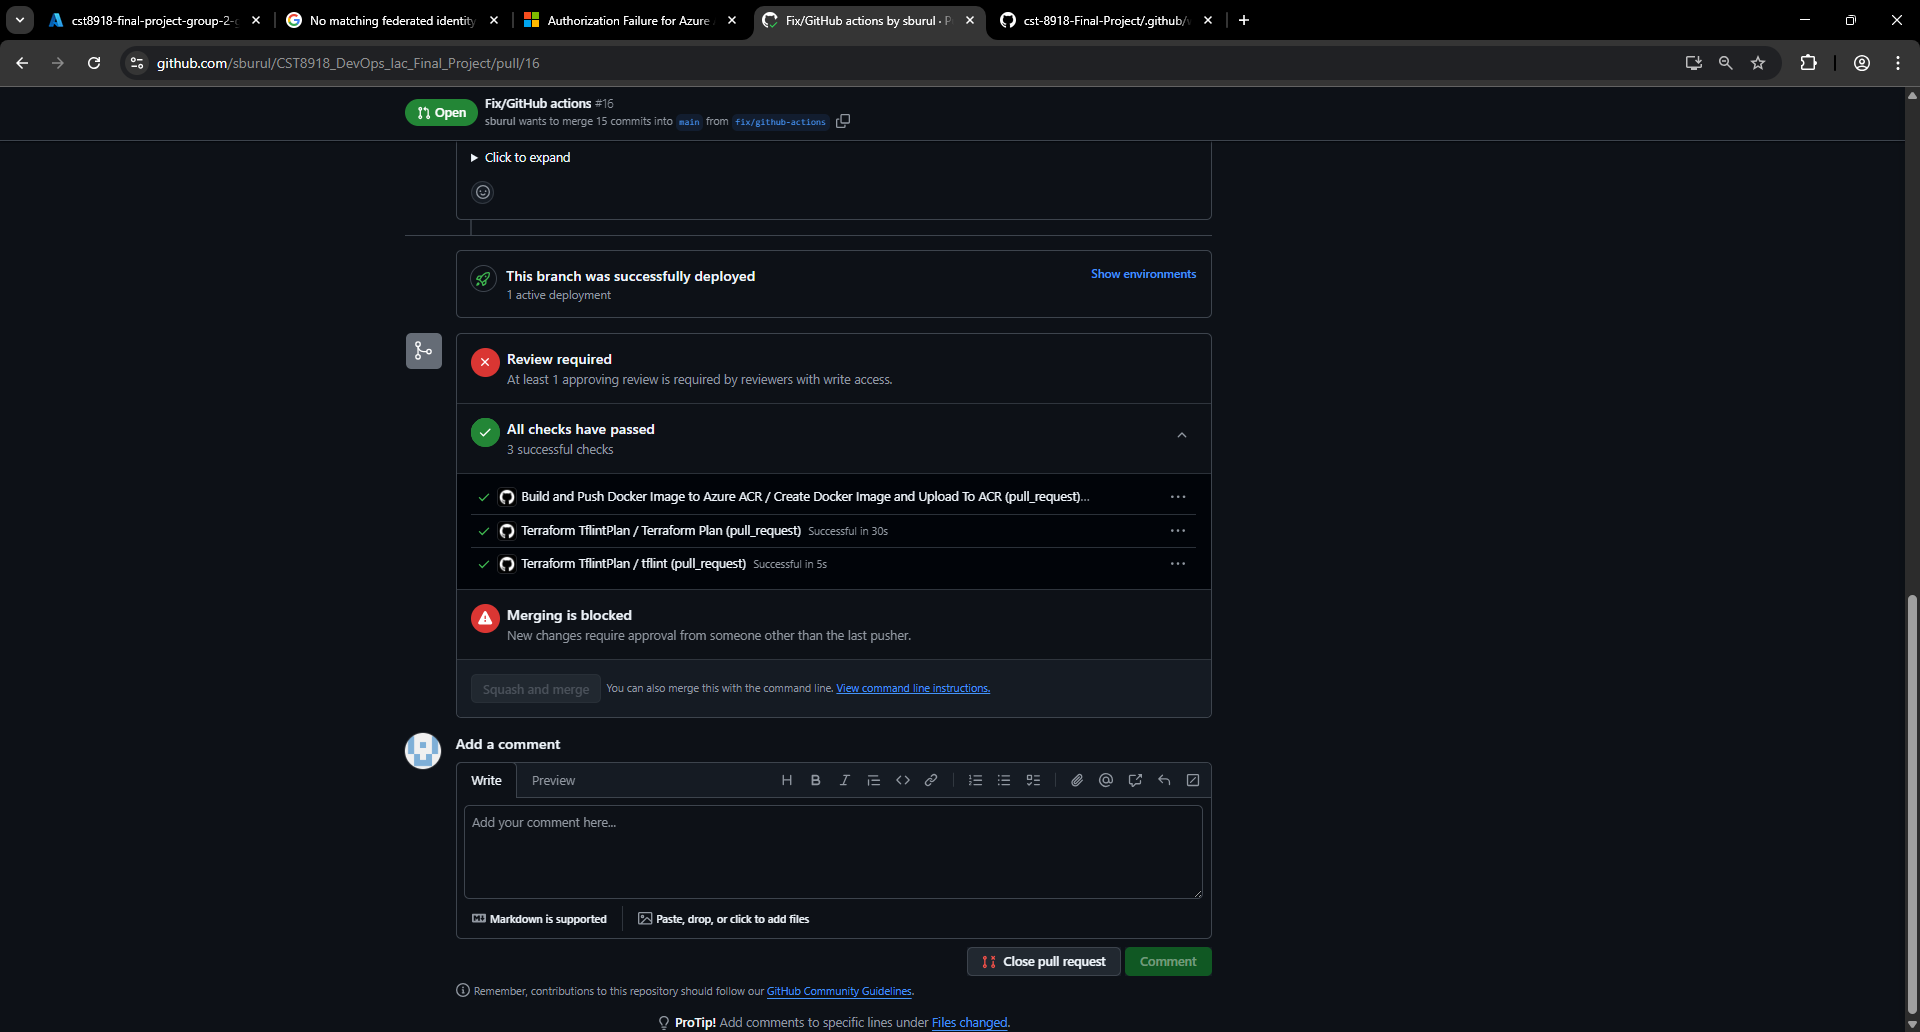 cst8918-final-project-group-2-g
No matching federated identity
Authorization Failure for Azure
Fix/GitHub actions by sburul · P
cst-8918-Final-Project/.github/w
github.com/sburul/CST8918_DevOps_Iac_Final_Project/pull/16
Open
Fix/GitHub actions #16
sburul wants to merge 15 commits into main from fix/github-actions
Click to expand
This branch was successfully deployed
Show environments
1 active deployment
Review required
At least 1 approving review is required by reviewers with write access.
All checks have passed
3 successful checks
Build and Push Docker Image to Azure ACR / Create Docker Image and Upload To ACR (pull_request)...
Terraform TflintPlan / Terraform Plan (pull_request) Successful in 30s
Terraform TflintPlan / tflint (pull_request) Successful in 5s
Merging is blocked
New changes require approval from someone other than the last pusher.
Squash and merge
You can also merge this with the command line. View command line instructions.
Add a comment
Write
Preview
Add your comment here...
Markdown is supported
Paste, drop, or click to add files
Close pull request
Comment
Remember, contributions to this repository should follow our GitHub Community Guidelines.
ProTip! Add comments to specific lines under Files changed.